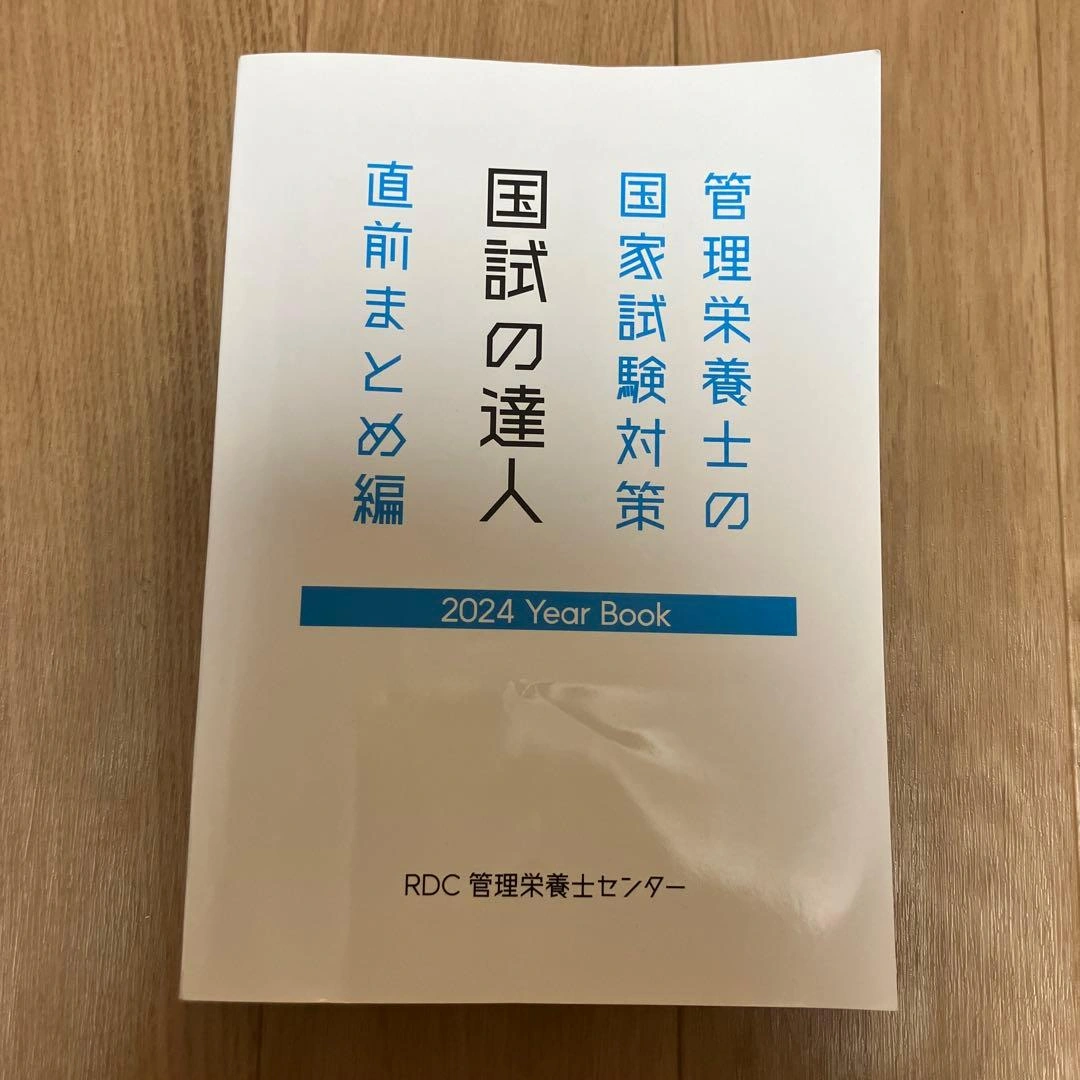 管理栄養士の
国家試験対策
国試の達人
直前まとめ編
2024 Year Book
RDC 管理栄養士センター